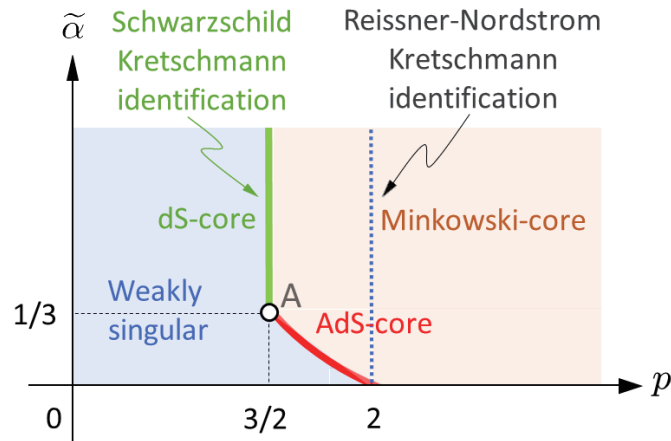 α̃
Schwarzschild
Kretschmann
identification
Reissner-Nordstrom
Kretschmann
identification
dS-core
Minkowski-core
Weakly
singular
A
1/3
AdS-core
p
0
3/2
2